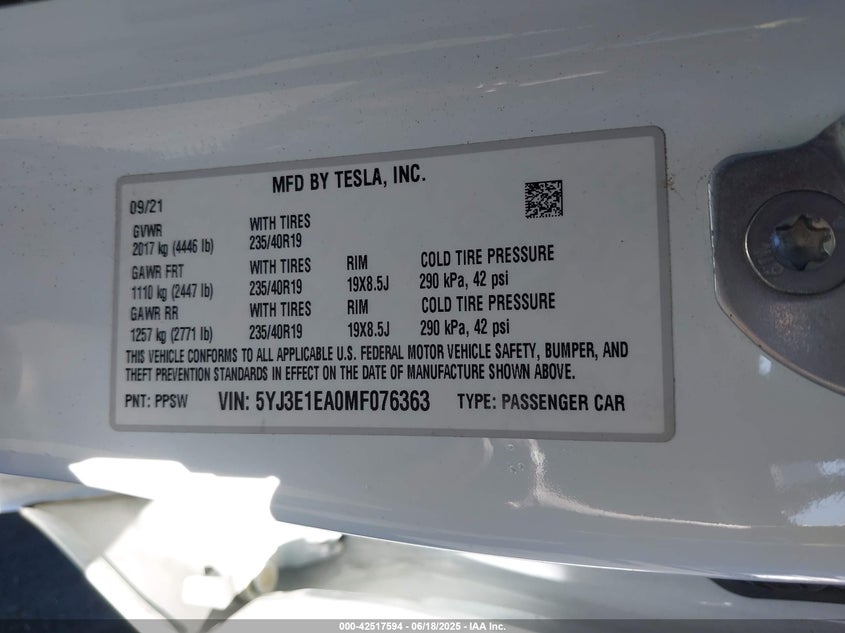 MFD BY TESLA, INC.
09/21
GVWR WITH TIRES
2017 kg (4446 lb) 235/40R19
GAWR FRT WITH TIRES RIM COLD TIRE PRESSURE
1110 kg (2447 lb) 235/40R19 19X8.5J 290 kPa, 42 psi
GAWR RR WITH TIRES RIM COLD TIRE PRESSURE
1257 kg (2771 lb) 235/40R19 19X8.5J 290 kPa, 42 psi
THIS VEHICLE CONFORMS TO ALL APPLICABLE U.S. FEDERAL MOTOR VEHICLE SAFETY, BUMPER, AND
THEFT PREVENTION STANDARDS IN EFFECT ON THE DATE OF MANUFACTURE SHOWN ABOVE.
PNT: PPSW VIN: 5YJ3E1EA0MF076363 TYPE: PASSENGER CAR
000-42517594 - 06/18/2025 - IAA Inc.